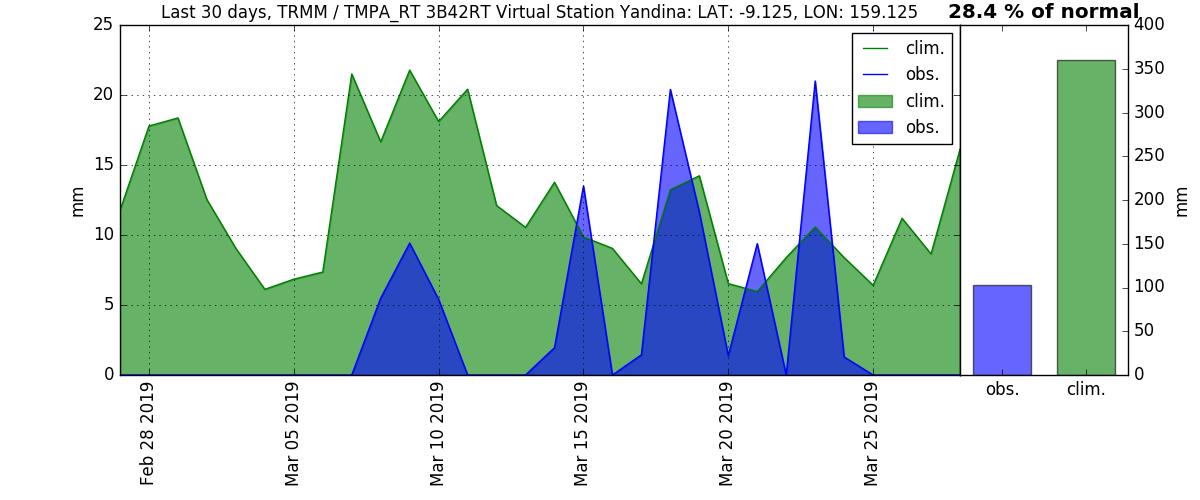 Last 30 days, TRMM / TMPA_RT 3B42RT Virtual Station Yandina: LAT: -9.125, LON: 159.125
28.4 % of normal
25
20
15
10
5
0
mm
clim.
obs.
clim.
obs.
400
350
300
250
200
150
100
50
0
mm
Feb 28 2019
Mar 05 2019
Mar 10 2019
Mar 15 2019
Mar 20 2019
Mar 25 2019
obs.
clim.